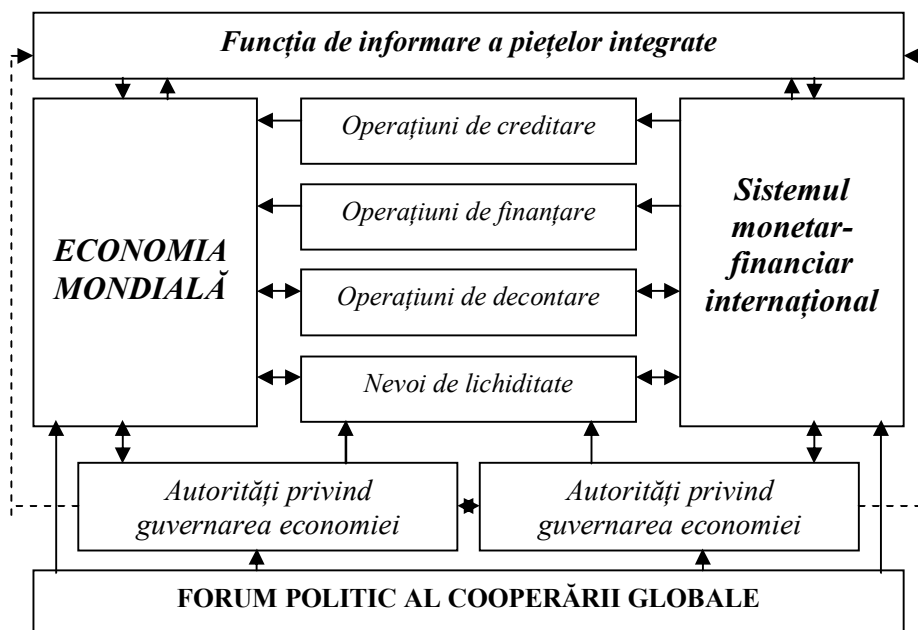 Funcția de informare a piețelor integrate
ECONOMIA
MONDIALĂ
Operațiuni de creditare
Operațiuni de finanțare
Operațiuni de decontare
Nevoi de lichiditate
Sistemul
monetar-
financiar
internațional
Autorități privind
guvernarea economiei
Autorități privind
guvernarea economiei
FORUM POLITIC AL COOPERĂRII GLOBALE